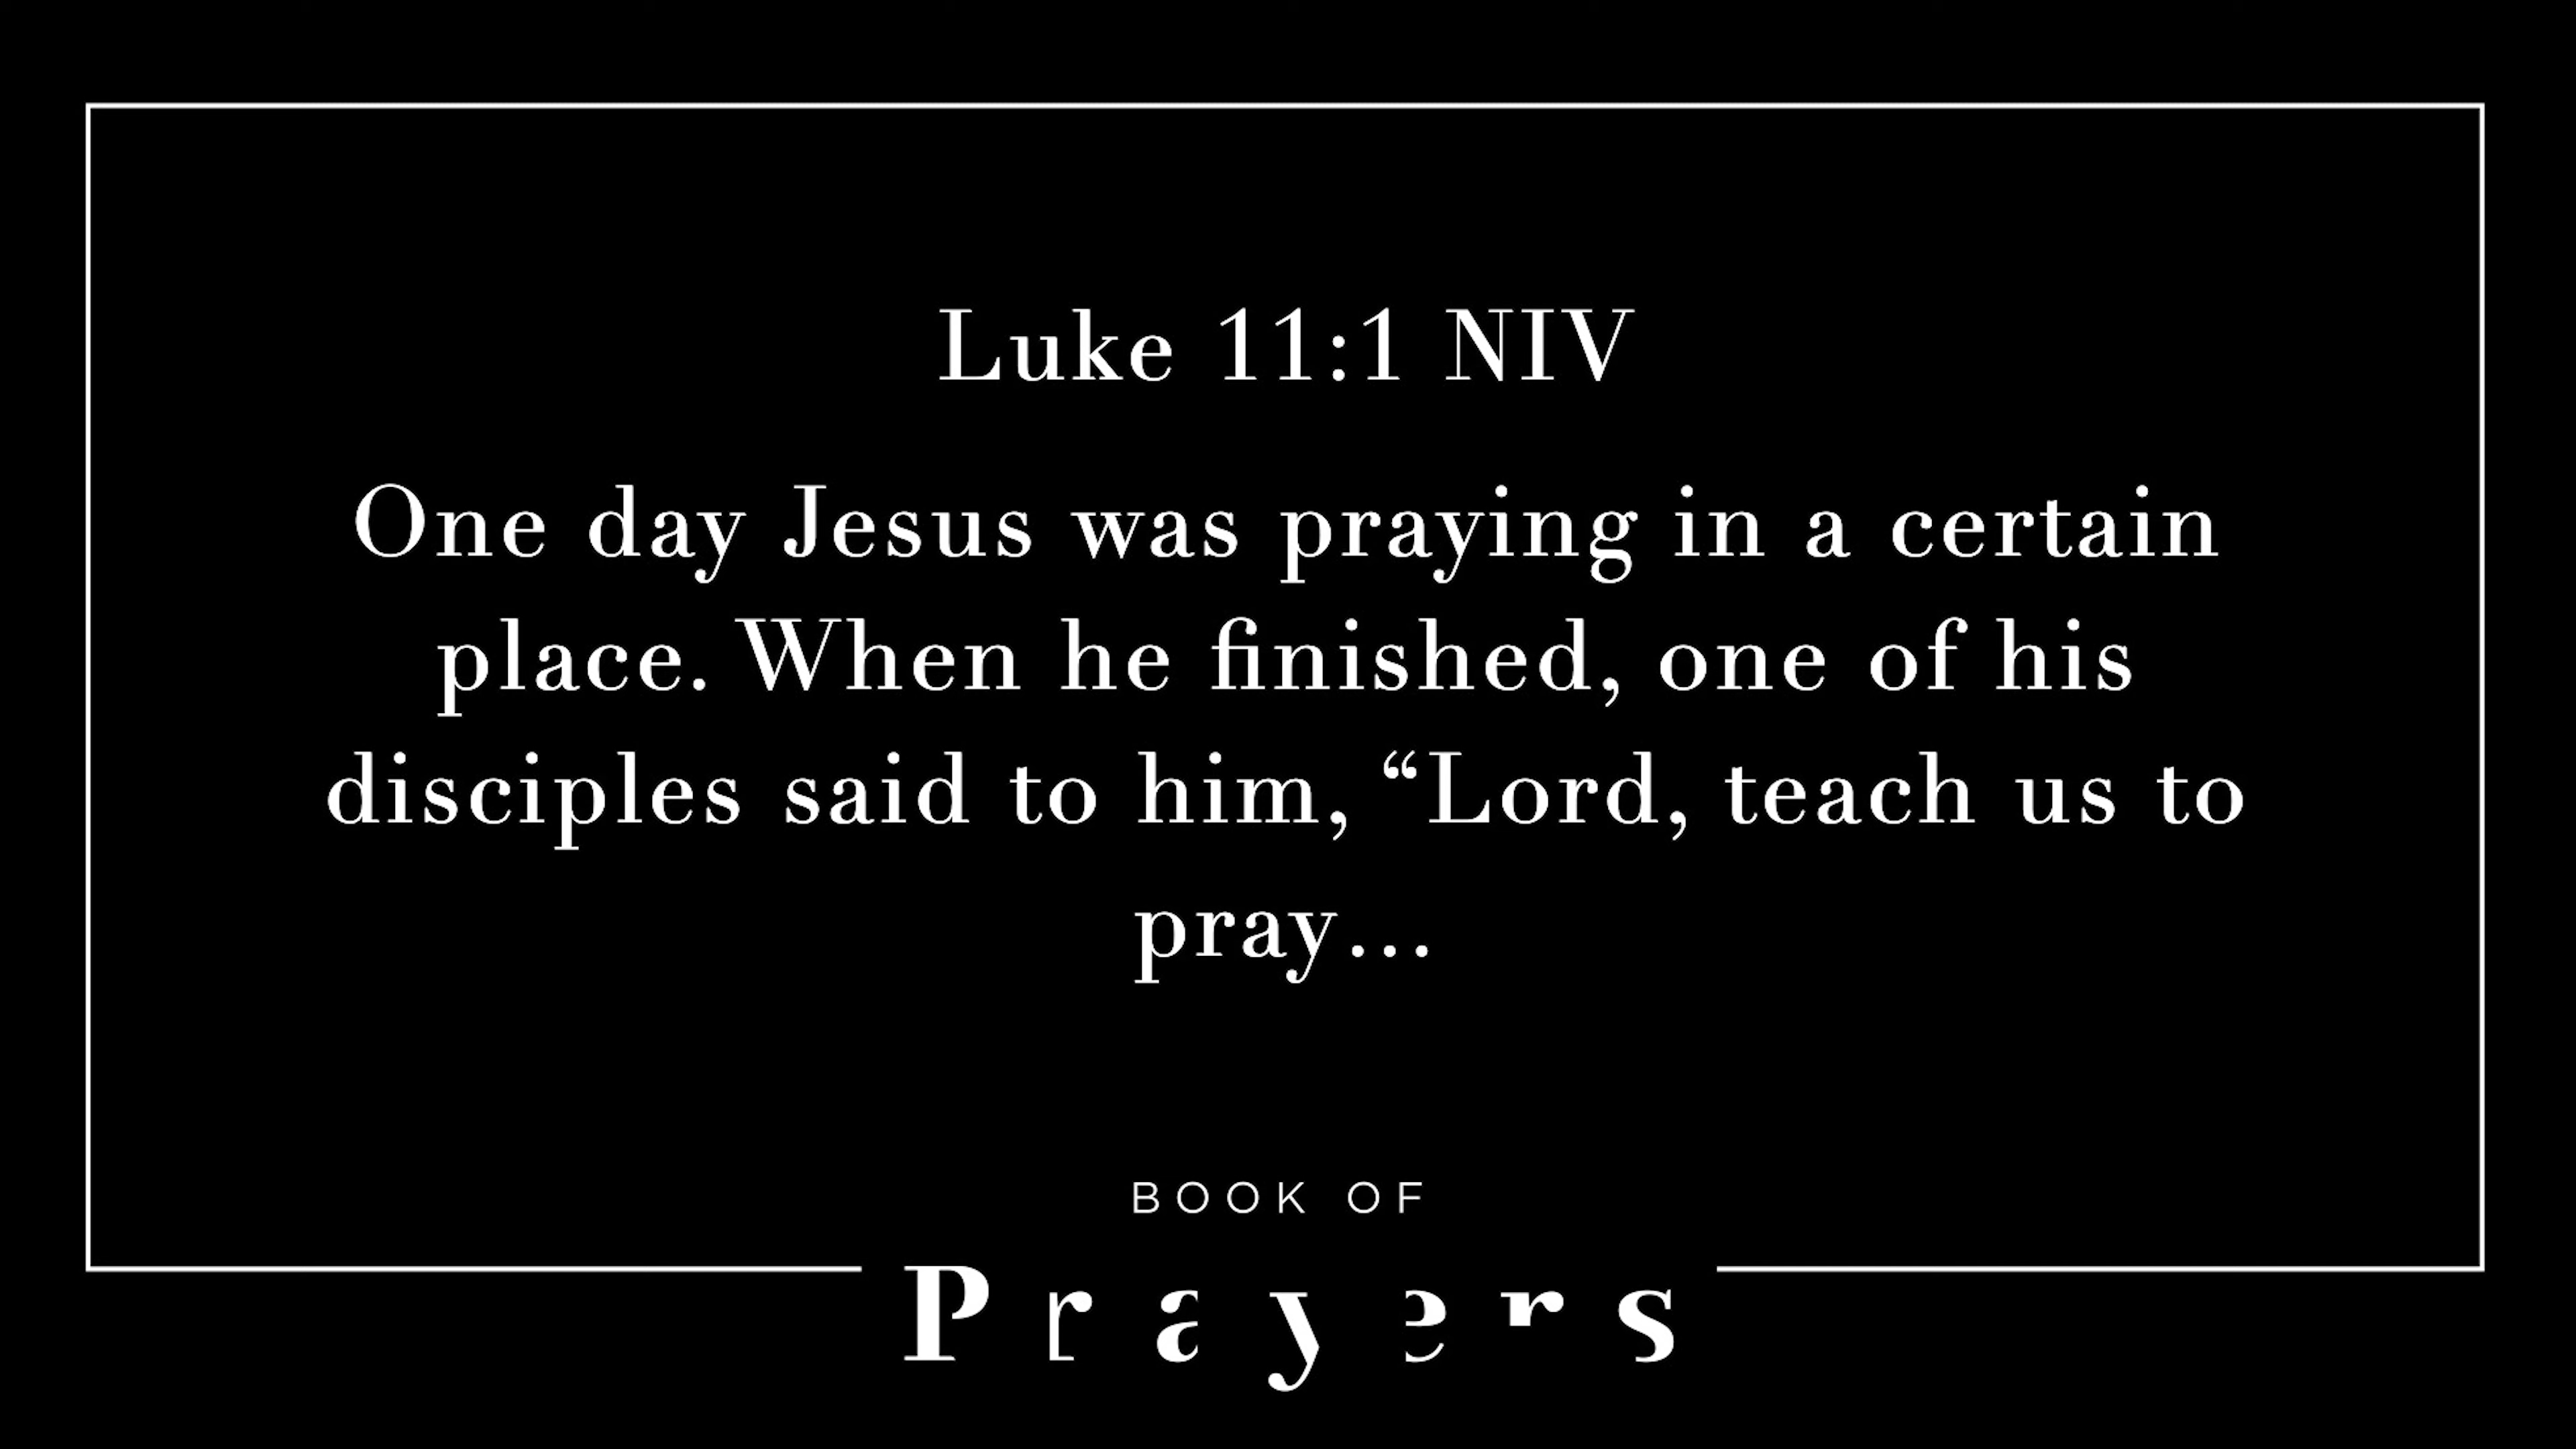 Luke 11:1 NIV
One day Jesus was praying in a certain
place. When he finished, one of his
disciples said to him, “Lord, teach us to
pray...
BOOK OF
Prayers